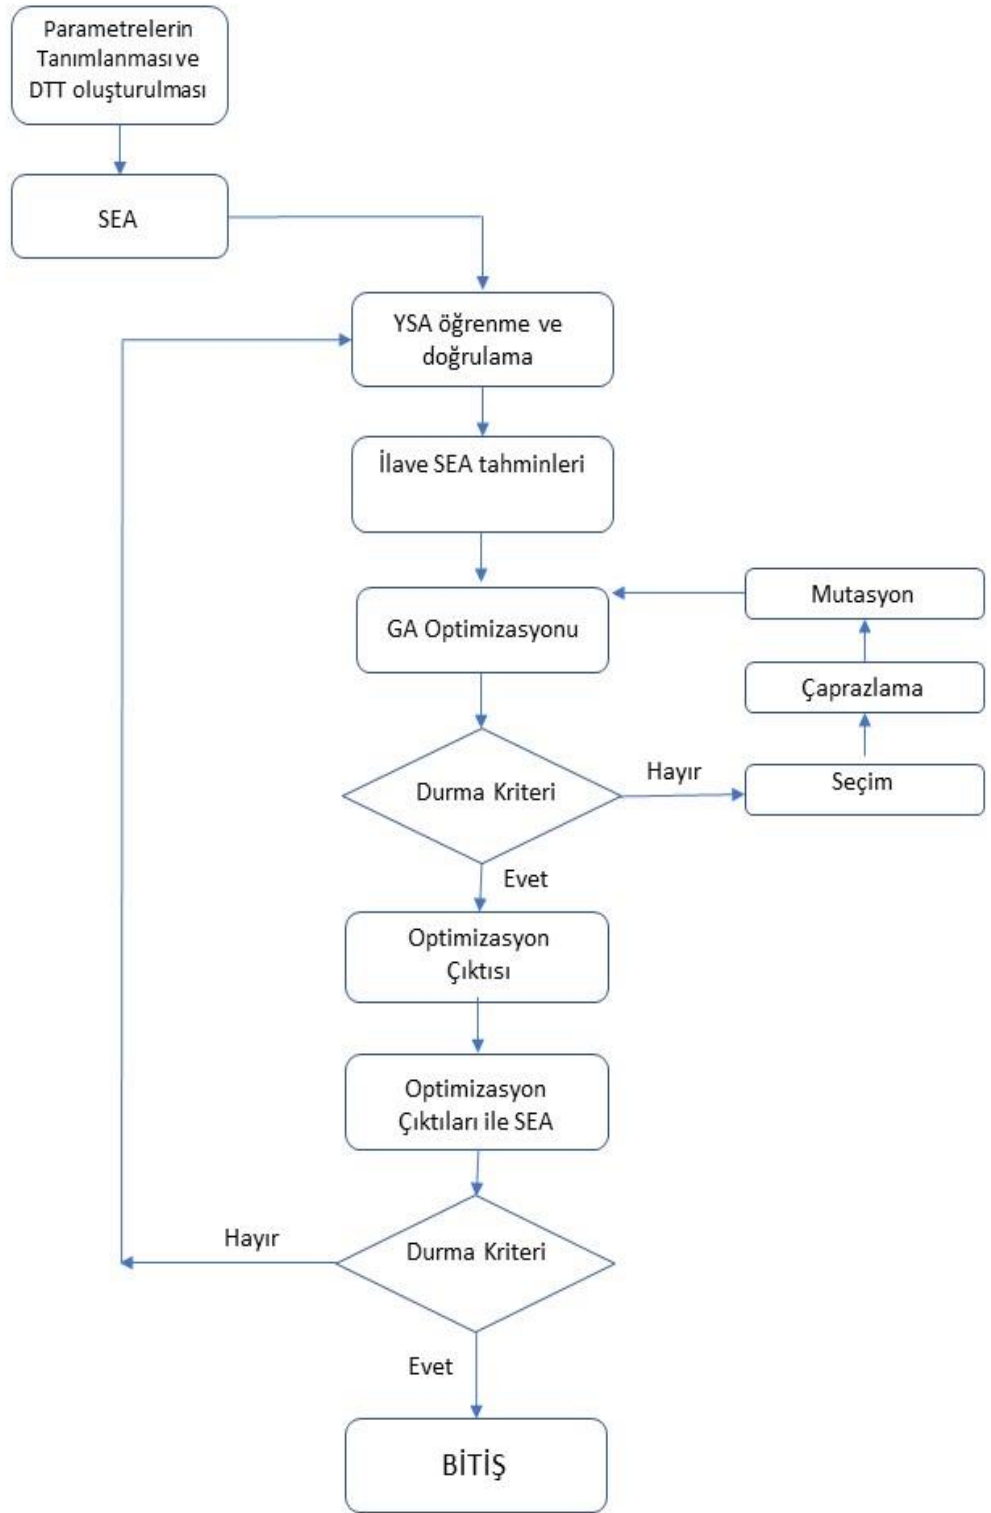 Parametrelerin
Tanımlanması ve
DTT oluşturulması
SEA
YSA öğrenme ve
doğrulama
İlave SEA tahminleri
GA Optimizasyonu
Mutasyon
Çaprazlama
Seçim
Hayır
Durma Kriteri
Evet
Optimizasyon
Çıktısı
Optimizasyon
Çıktıları ile SEA
Hayır
Durma Kriteri
Evet
BİTİŞ